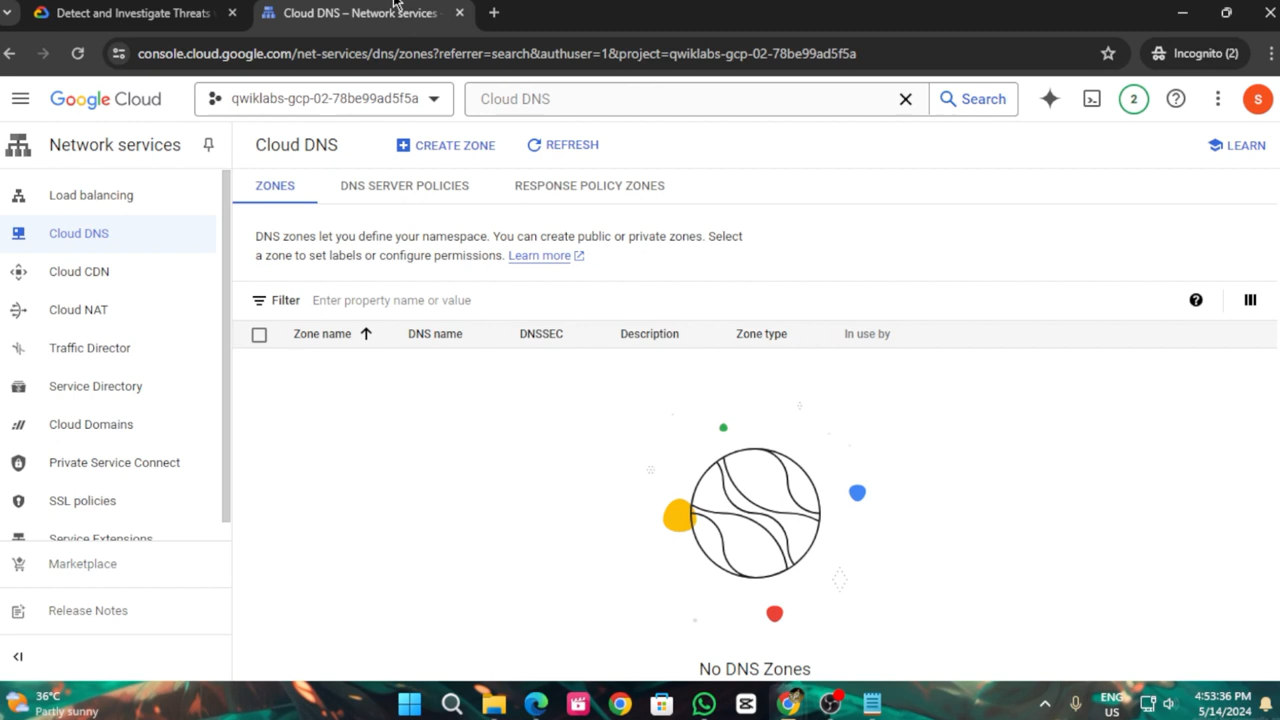 Detect and Investigate Threats
Cloud DNS – Network services
console.cloud.google.com/net-services/dns/zones?referrer=search&authuser=1&project=qwiklabs-gcp-02-78be99ad5f5a
Incognito (2)
Google Cloud
qwiklabs-gcp-02-78be99ad5f5a
Cloud DNS
Search
2
S
Network services
Cloud DNS
CREATE ZONE
REFRESH
LEARN
Load balancing
Cloud DNS
Cloud CDN
Cloud NAT
Traffic Director
Service Directory
Cloud Domains
Private Service Connect
SSL policies
Service Extensions
Marketplace
Release Notes
ZONES
DNS SERVER POLICIES
RESPONSE POLICY ZONES
DNS zones let you define your namespace. You can create public or private zones. Select
a zone to set labels or configure permissions. Learn more
Filter
Enter property name or value
Zone name
DNS name
DNSSEC
Description
Zone type
In use by
No DNS Zones
36°C
Partly sunny
ENG
US
4:53:36 PM
5/14/2024